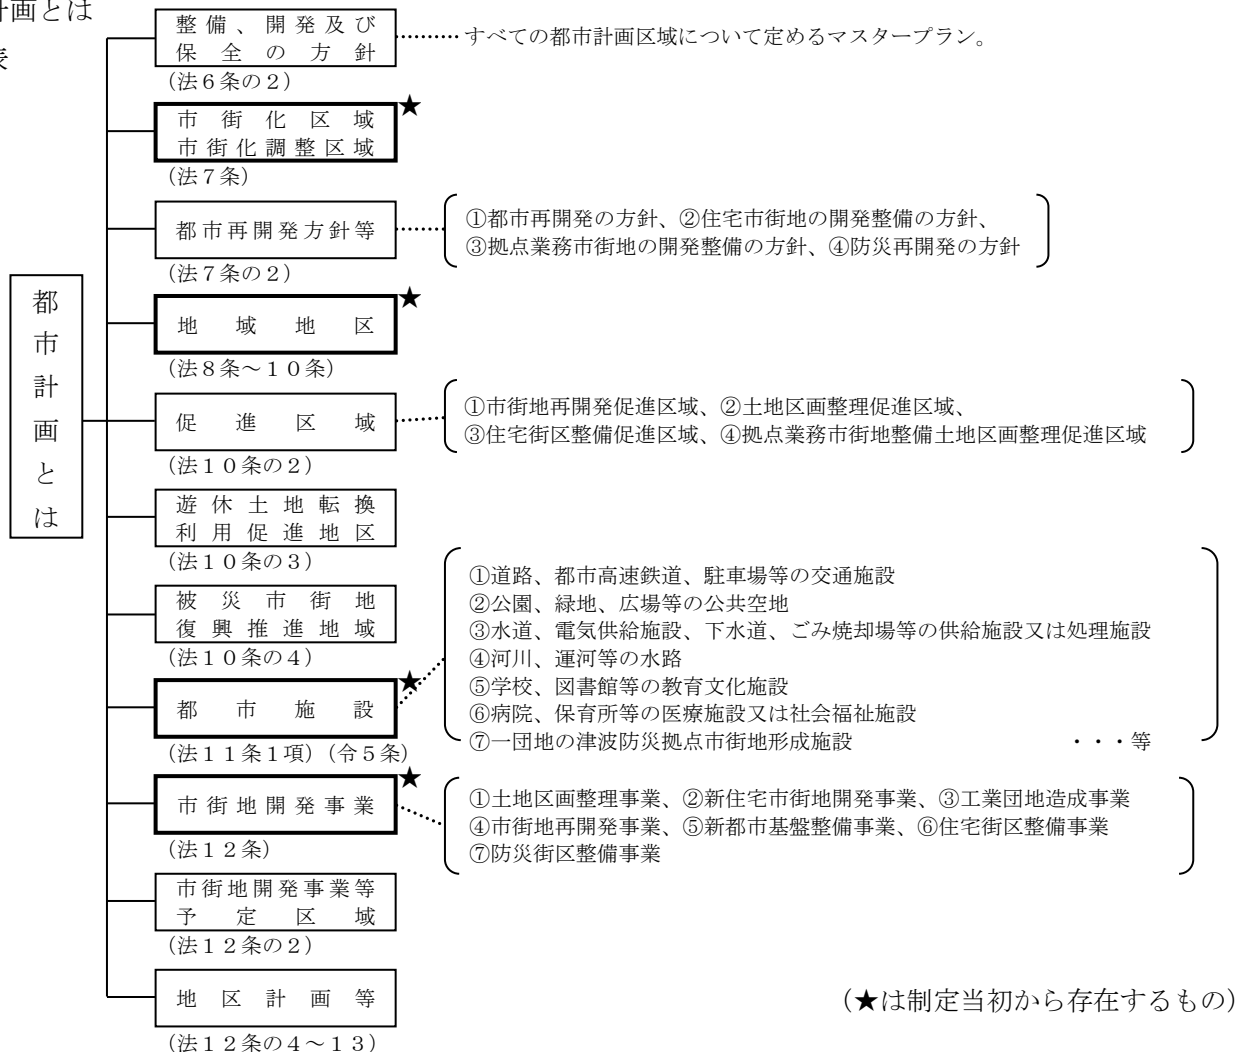 計画とは
表
都市計画とは
整備、開発及び
保全の方針
………すべての都市計画区域について定めるマスタープラン。
(法6条の2)
★
市街化区域
市街化調整区域
(法7条)
都市再開発方針等
①都市再開発の方針、②住宅市街地の開発整備の方針、
③拠点業務市街地の開発整備の方針、④防災再開発の方針
(法7条の2)
★
地域地区
(法8条～10条)
促進区域
①市街地再開発促進区域、②土地区画整理促進区域、
③住宅街区整備促進区域、④拠点業務市街地整備土地区画整理促進区域
(法10条の2)
遊休土地転換
利用促進地区
(法10条の3)
被災市街地
復興推進地域
(法10条の4)
★
都市施設
(法11条1項)(令5条)
①道路、都市高速鉄道、駐車場等の交通施設
②公園、緑地、広場等の公共空地
③水道、電気供給施設、下水道、ごみ焼却場等の供給施設又は処理施設
④河川、運河等の水路
⑤学校、図書館等の教育文化施設
⑥病院、保育所等の医療施設又は社会福祉施設
⑦一団地の津波防災拠点市街地形成施設 ・・・等
★
市街地開発事業
①土地区画整理事業、②新住宅市街地開発事業、③工業団地造成事業
④市街地再開発事業、⑤新都市基盤整備事業、⑥住宅街区整備事業
⑦防災街区整備事業
(法12条)
市街地開発事業等
予定区域
(法12条の2)
地区計画等
(法12条の4～13)
(★は制定当初から存在するもの)